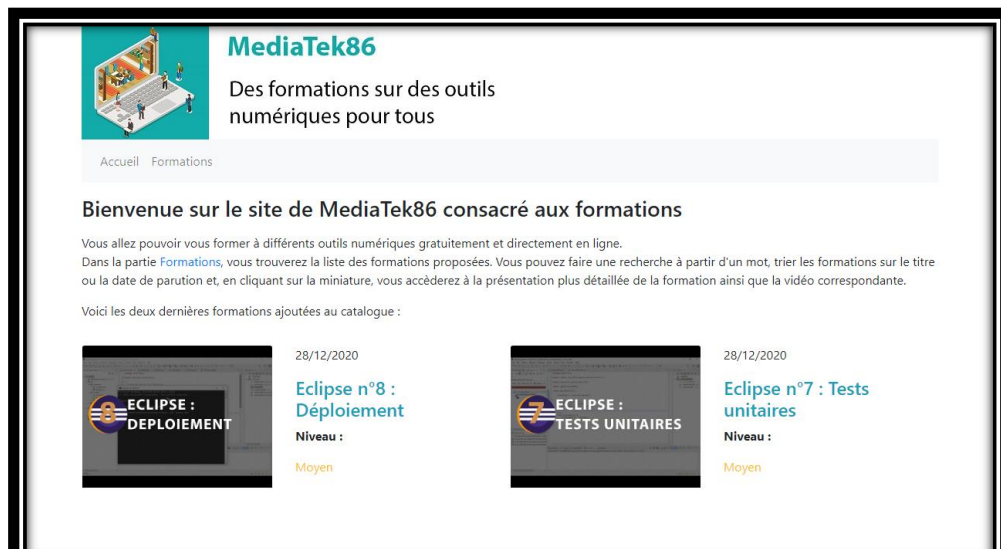 MediaTek86
Des formations sur des outils
numériques pour tous
Accueil Formations
Bienvenue sur le site de MediaTek86 consacré aux formations
Vous allez pouvoir vous former à différents outils numériques gratuitement et directement en ligne.
Dans la partie Formations, vous trouverez la liste des formations proposées. Vous pouvez faire une recherche à partir d'un mot, trier les formations sur le titre
ou la date de parution et, en cliquant sur la miniature, vous accèderez à la présentation plus détaillée de la formation ainsi que la vidéo correspondante.
Voici les deux dernières formations ajoutées au catalogue :
8 ECLIPSE :
DEPLOIEMENT
28/12/2020
Eclipse n°8 :
Déploiement
Niveau :
Moyen
7 ECLIPSE :
TESTS UNITAIRES
28/12/2020
Eclipse n°7 : Tests
unitaires
Niveau :
Moyen